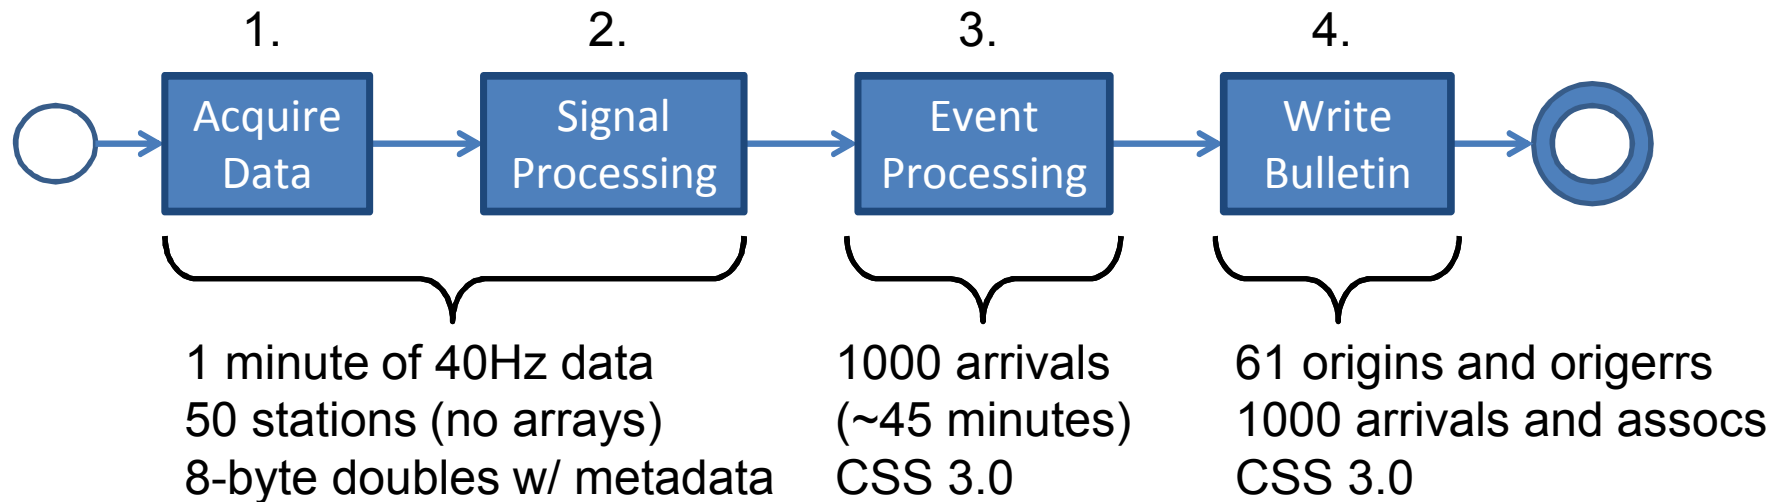 1.
2.
3.
4.
Acquire
Data
Signal
Processing
Event
Processing
Write
Bulletin
1 minute of 40Hz data
50 stations (no arrays)
8-byte doubles w/ metadata
1000 arrivals
(~45 minutes)
CSS 3.0
61 origins and origerrs
1000 arrivals and assocs
CSS 3.0